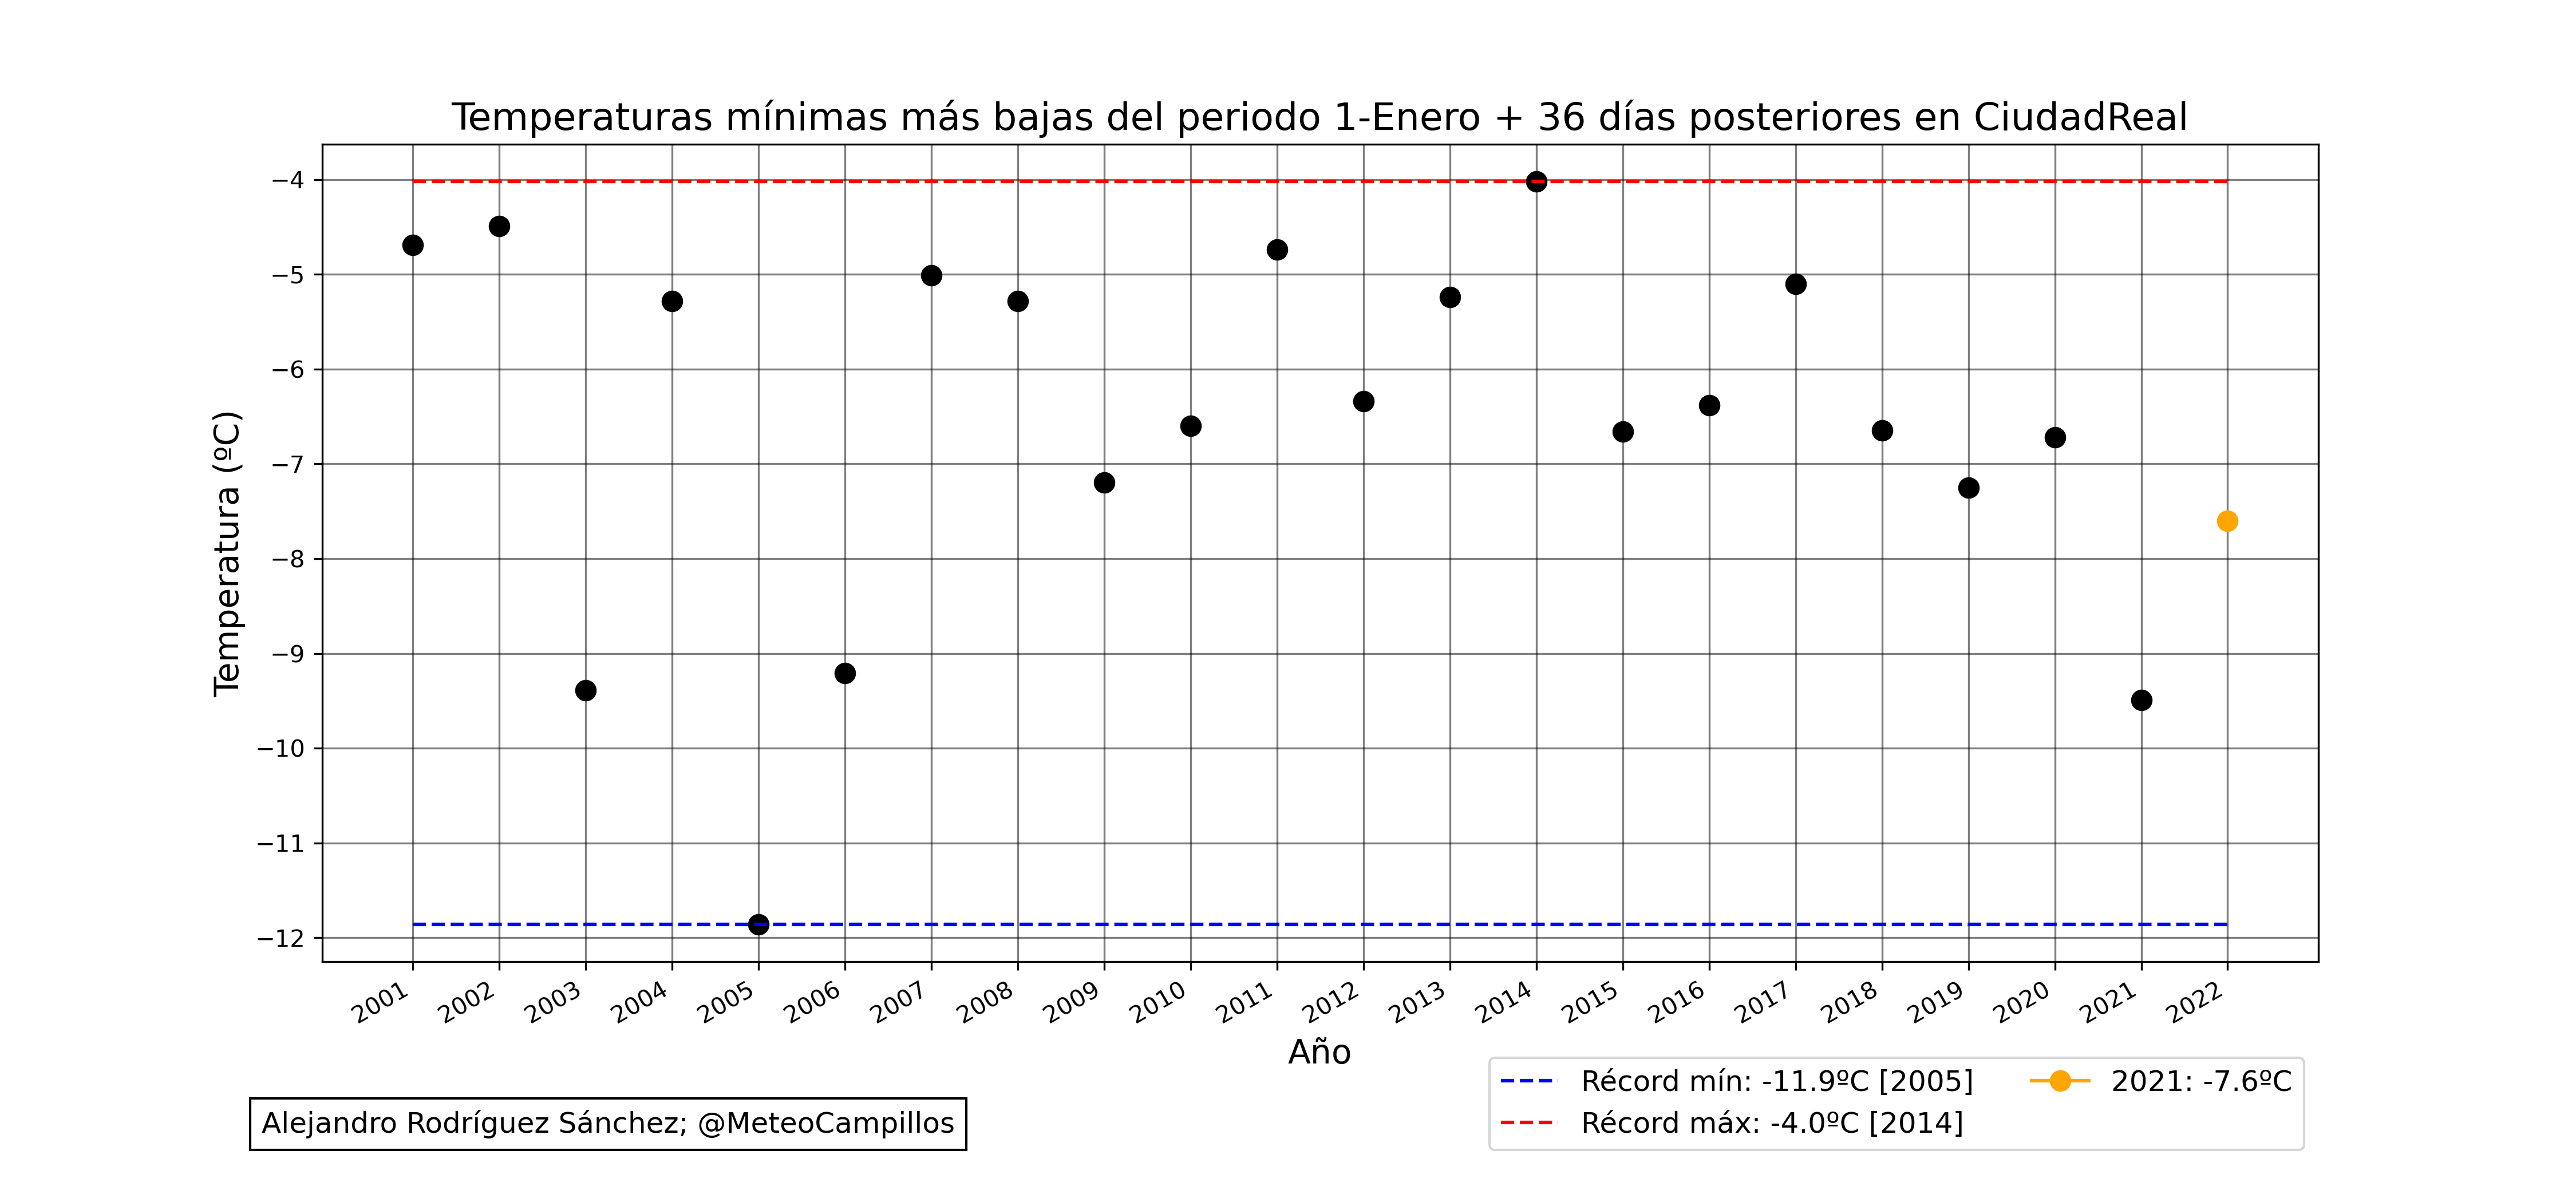 Temperaturas mínimas más bajas del periodo 1-Enero + 36 días posteriores en CiudadReal
−4
−5
−6
−7
−8
−9
−10
−11
−12
Temperatura (ºC)
2001 2002 2003 2004 2005 2006 2007 2008 2009 2010 2011 2012 2013 2014 2015 2016 2017 2018 2019 2020 2021 2022
Año
Récord mín: -11.9ºC [2005]
Récord máx: -4.0ºC [2014]
2021: -7.6ºC
Alejandro Rodríguez Sánchez; @MeteoCampillos